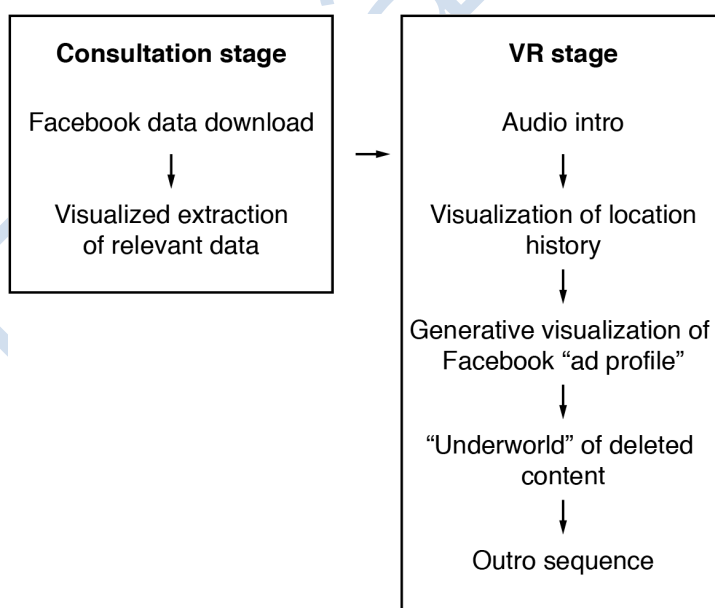 Consultation stage
Facebook data download
Visualized extraction
of relevant data
VR stage
Audio intro
Visualization of location
history
Generative visualization of
Facebook “ad profile”
“Underworld” of deleted
content
Outro sequence